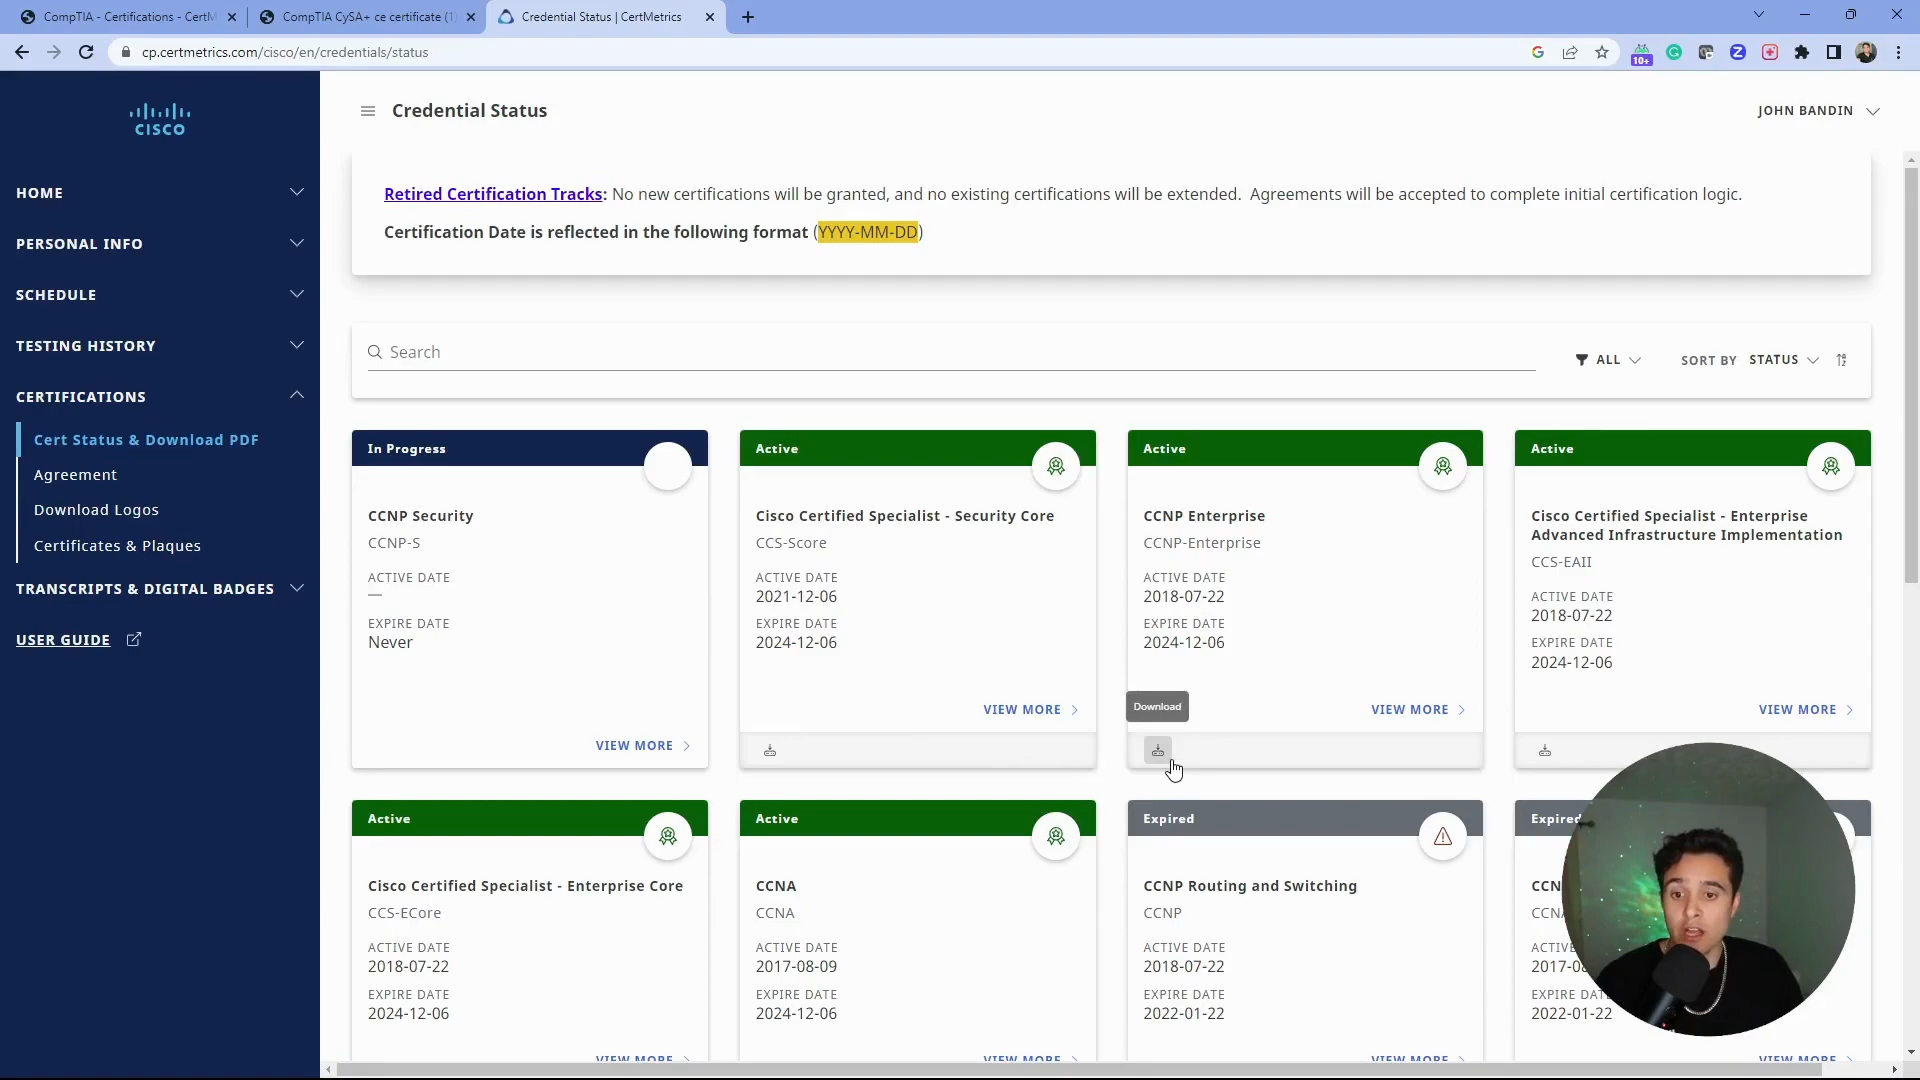 CompTIA - Certifications - CertM
CompTIA CySA+ ce certificate (1)
Credential Status | CertMetrics
cp.certmetrics.com/cisco/en/credentials/status
10+
CISCO
HOME
PERSONAL INFO
SCHEDULE
TESTING HISTORY
CERTIFICATIONS
Cert Status & Download PDF
Agreement
Download Logos
Certificates & Plaques
TRANSCRIPTS & DIGITAL BADGES
USER GUIDE
Credential Status
JOHN BANDIN
Retired Certification Tracks: No new certifications will be granted, and no existing certifications will be extended. Agreements will be accepted to complete initial certification logic.
Certification Date is reflected in the following format (YYYY-MM-DD)
Search
ALL
SORT BY STATUS
In Progress
CCNP Security
CCNP-S
ACTIVE DATE
—
EXPIRE DATE
Never
VIEW MORE
Active
Cisco Certified Specialist - Security Core
CCS-Score
ACTIVE DATE
2021-12-06
EXPIRE DATE
2024-12-06
VIEW MORE
Active
CCNP Enterprise
CCNP-Enterprise
ACTIVE DATE
2018-07-22
EXPIRE DATE
2024-12-06
VIEW MORE
Download
Active
Cisco Certified Specialist - Enterprise
Advanced Infrastructure Implementation
CCS-EAII
ACTIVE DATE
2018-07-22
EXPIRE DATE
2024-12-06
VIEW MORE
Active
Cisco Certified Specialist - Enterprise Core
CCS-ECore
ACTIVE DATE
2018-07-22
EXPIRE DATE
2024-12-06
VIEW MORE
Active
CCNA
CCNA
ACTIVE DATE
2017-08-09
EXPIRE DATE
2024-12-06
VIEW MORE
Expired
CCNP Routing and Switching
CCNP
ACTIVE DATE
2018-07-22
EXPIRE DATE
2022-01-22
VIEW MORE
Expired
EXPIRE DATE
2022-01-22
VIEW MORE